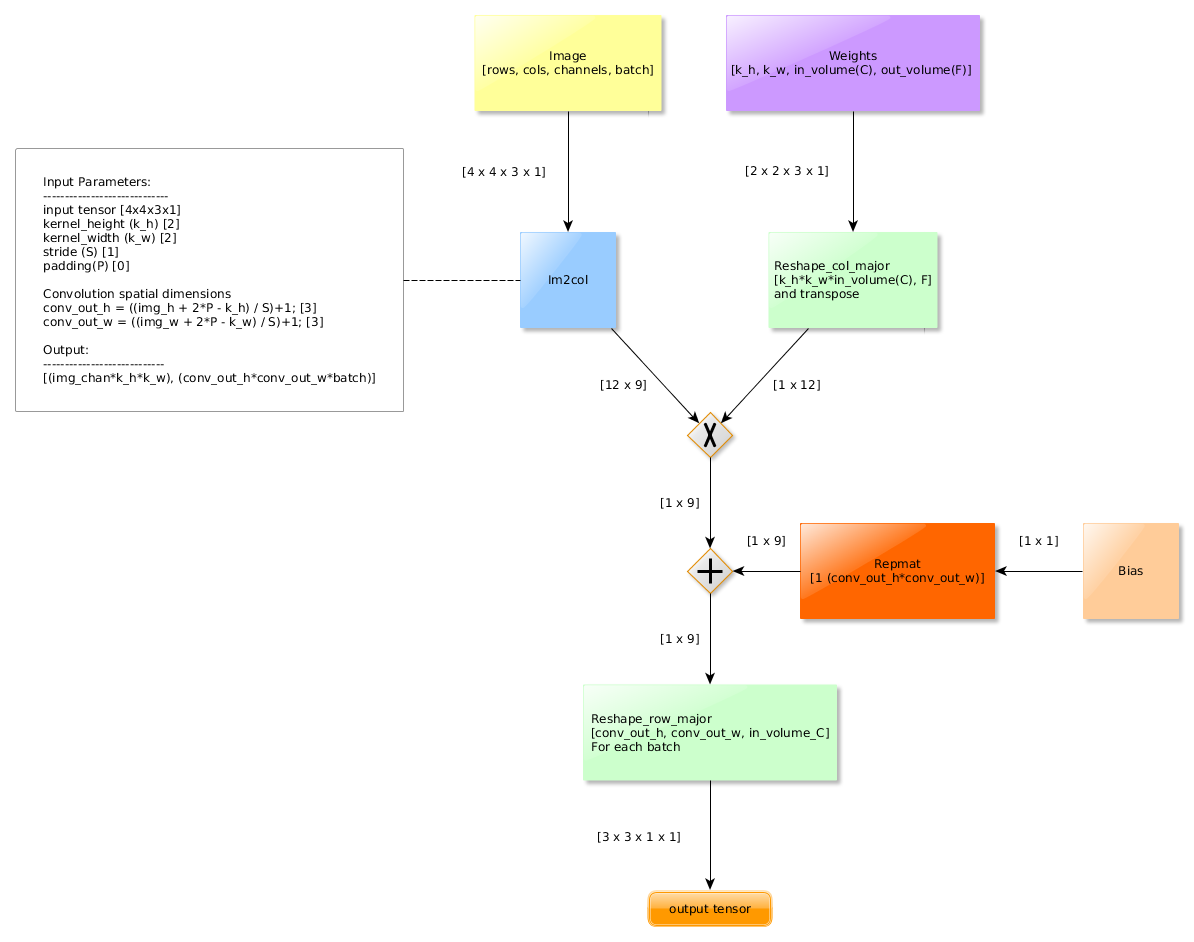 Image
[rows, cols, channels, batch]
Weights
[k_h, k_w, in_volume(C), out_volume(F)]
[4 x 4 x 3 x 1]
[2 x 2 x 3 x 1]
Input Parameters:
-----------------------------
input tensor [4x4x3x1]
kernel_height (k_h) [2]
kernel_width (k_w) [2]
stride (S) [1]
padding(P) [0]
Convolution spatial dimensions
conv_out_h = ((img_h + 2*P - k_h) / S)+1; [3]
conv_out_w = ((img_w + 2*P - k_w) / S)+1; [3]
Output:
----------------------------
[(img_chan*k_h*k_w), (conv_out_h*conv_out_w*batch)]
Im2col
Reshape_col_major
[k_h*k_w*in_volume(C), F]
and transpose
[12 x 9]
[1 x 12]
X
[1 x 9]
+
[1 x 9]
Repmat
[1 (conv_out_h*conv_out_w)]
[1 x 1]
Bias
[1 x 9]
Reshape_row_major
[conv_out_h, conv_out_w, in_volume_C]
For each batch
[3 x 3 x 1 x 1]
output tensor